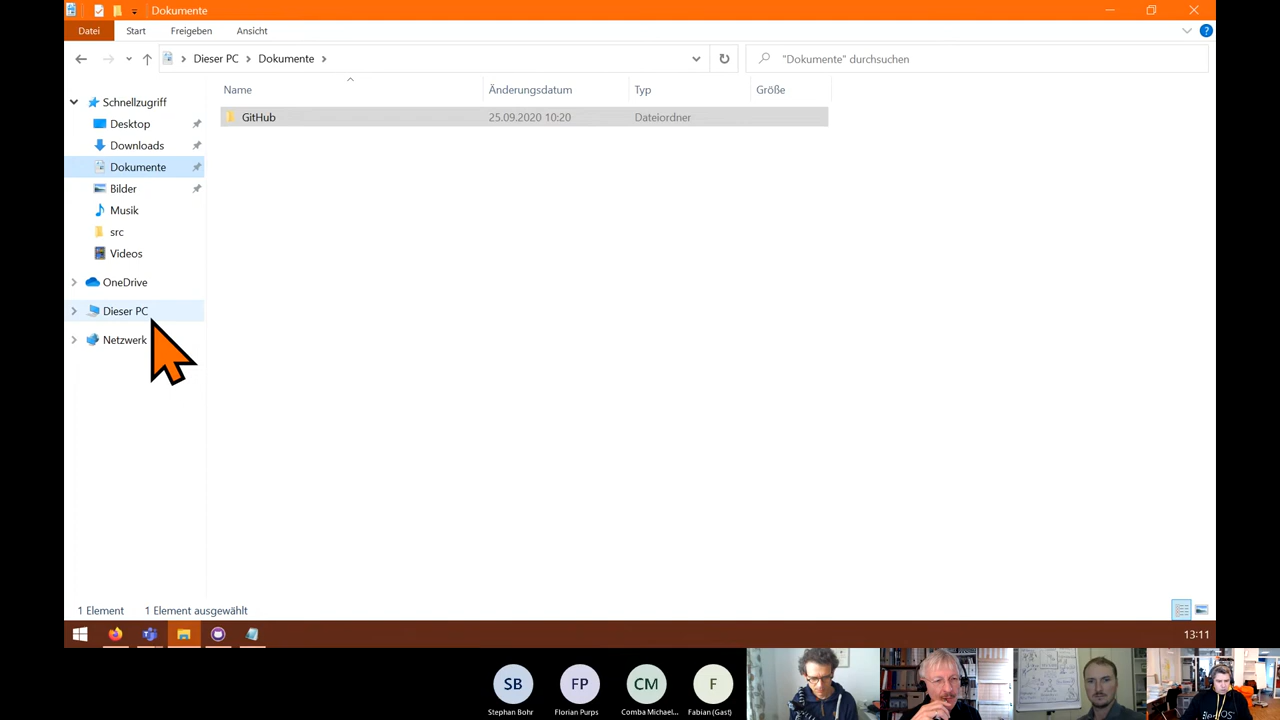 Dokumente
Datei Start Freigeben Ansicht
Dieser PC Dokumente
"Dokumente" durchsuchen
Name Änderungsdatum Typ Größe
GitHub 25.09.2020 10:20 Dateiordner
Schnellzugriff
Desktop
Downloads
Dokumente
Bilder
Musik
src
Videos
OneDrive
Dieser PC
Netzwerk
1 Element 1 Element ausgewählt
13:11
SB FP CM F
Stephan Bohr Florian Purps Comba Michael... Fabian (Gast)